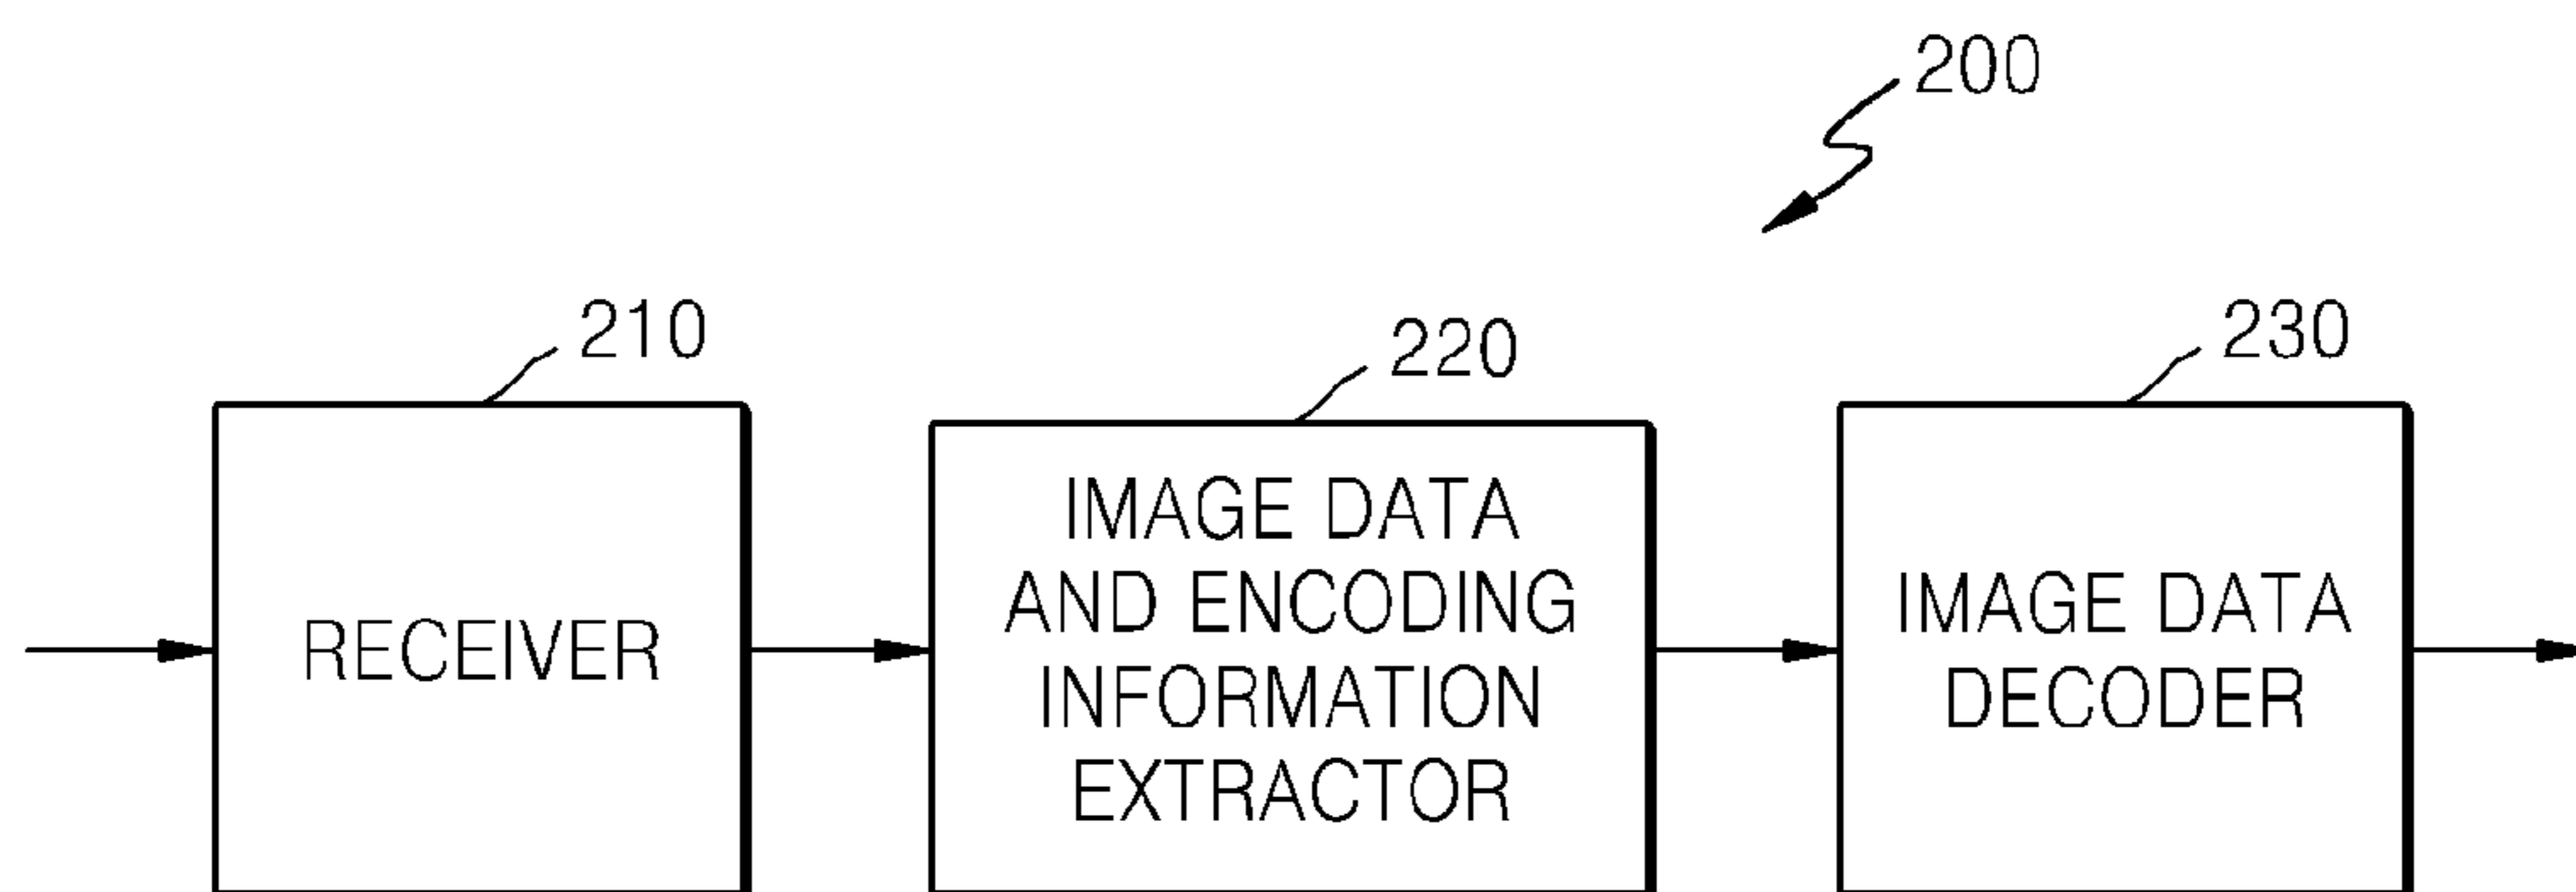 200
210
220
230
RECEIVER
IMAGE DATA
AND ENCODING
INFORMATION
EXTRACTOR
IMAGE DATA
DECODER